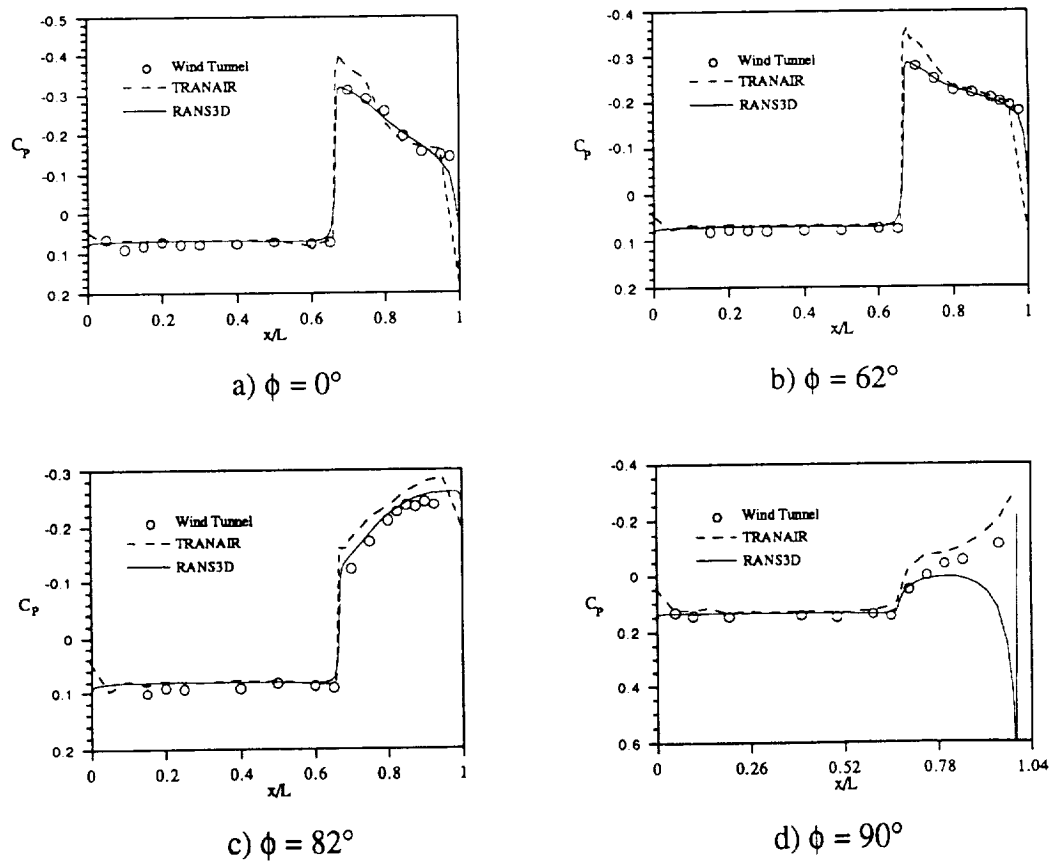 -0.5
-0.4
-0.3
-0.2
-0.1
0
0.1
0.2
C_P
Wind Tunnel
TRANAIR
RANS3D
0 0.2 0.4 0.6 0.8 1
x/L
a) ϕ = 0°
-0.4
-0.3
-0.2
-0.1
0
0.1
0.2
C_P
Wind Tunnel
TRANAIR
RANS3D
0 0.2 0.4 0.6 0.8 1
x/L
b) ϕ = 62°
-0.3
-0.2
-0.1
0
0.1
0.2
C_P
Wind Tunnel
TRANAIR
RANS3D
0 0.2 0.4 0.6 0.8 1
x/L
c) ϕ = 82°
-0.4
-0.2
0
0.2
0.4
0.6
C_P
Wind Tunnel
TRANAIR
RANS3D
0 0.26 0.52 0.78 1.04
x/L
d) ϕ = 90°